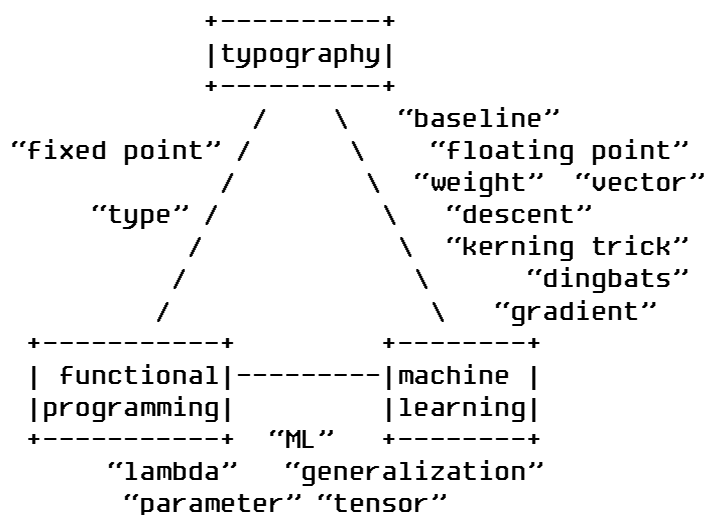 typography
“baseline”
“fixed point” “floating point”
“weight” “vector”
“type” “descent”
“kerning trick”
“dingbats”
“gradient”
functional machine
programming learning
“ML”
“lambda” “generalization”
“parameter” “tensor”